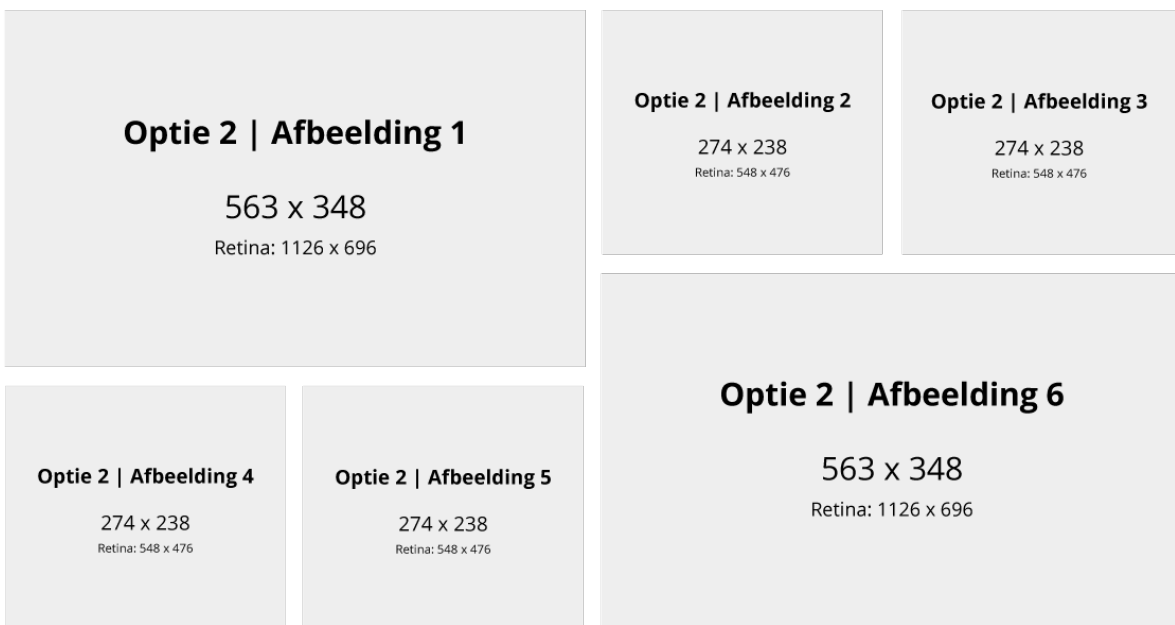 Optie 2 | Afbeelding 1
563 x 348
Retina: 1126 x 696
Optie 2 | Afbeelding 2
274 x 238
Retina: 548 x 476
Optie 2 | Afbeelding 3
274 x 238
Retina: 548 x 476
Optie 2 | Afbeelding 4
274 x 238
Retina: 548 x 476
Optie 2 | Afbeelding 5
274 x 238
Retina: 548 x 476
Optie 2 | Afbeelding 6
563 x 348
Retina: 1126 x 696